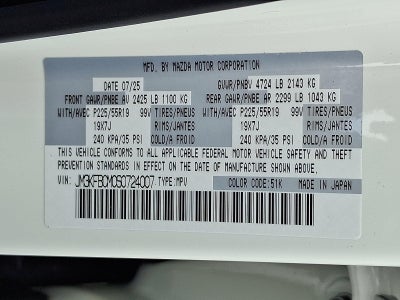 MFD. BY MAZDA MOTOR CORPORATION
DATE 07/25 GVWR/PNBV 4724 LB 2143 KG
FRONT GAWR/PNBE AV 2425 LB 1100 KG REAR GAWR/PNBE AR 2299 LB 1043 KG
WITH/AVEC P225/55R19 99V TIRES/PNEUS WITH/AVEC P225/55R19 99V TIRES/PNEUS
19X7J RIMS/JANTES 19X7J RIMS/JANTES
240 KPA/35 PSI COLD/A FROID 240 KPA/35 PSI COLD/A FROID
THIS VEHICLE CONFORMS TO ALL APPLICABLE FEDERAL MOTOR VEHICLE SAFETY AND THEFT
PREVENTION STANDARDS IN EFFECT ON THE DATE OF MANUFACTURE SHOWN ABOVE.
VIN: JM3KFBCM0S0724007 TYPE:MPV COLOR CODE:51K MADE IN JAPAN